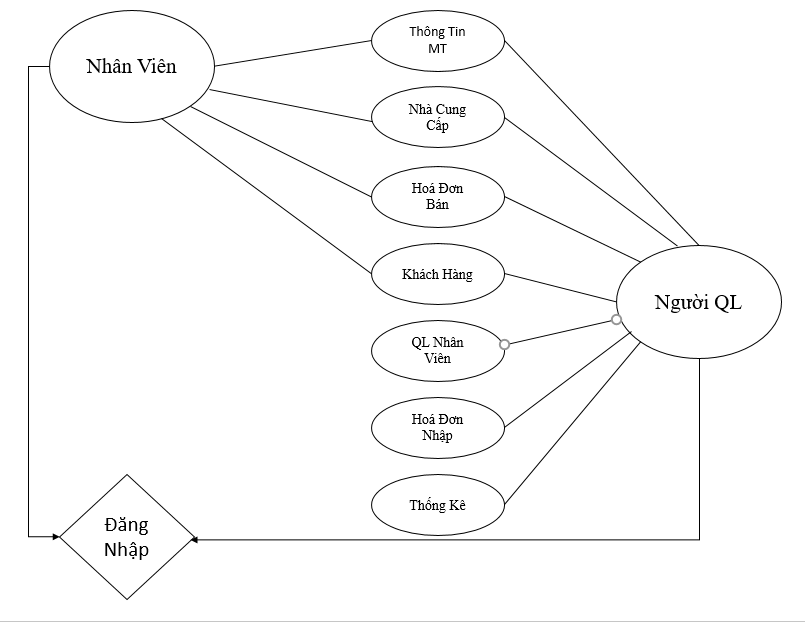 Nhân Viên
Thông Tin
MT
Nhà Cung
Cấp
Hoá Đơn
Bán
Khách Hàng
Người QL
QL Nhân
Viên
Hoá Đơn
Nhập
Thống Kê
Đăng
Nhập